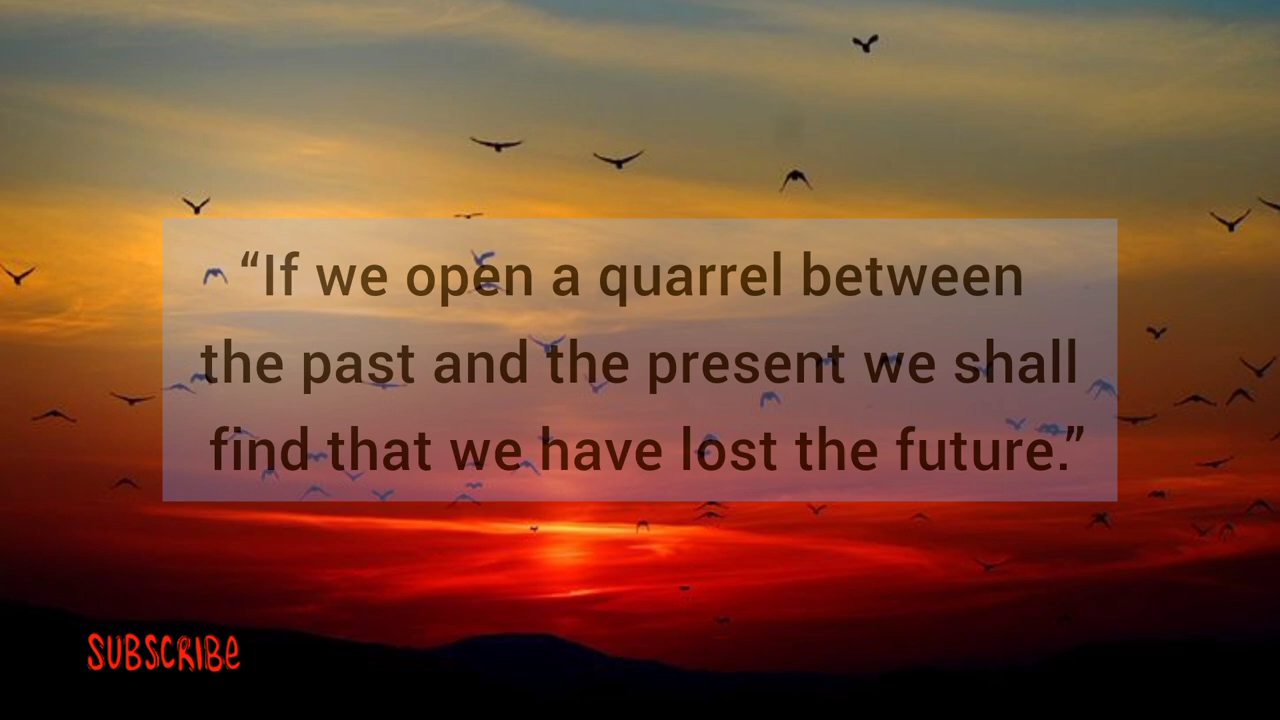 “If we open a quarrel between
the past and the present we shall
find that we have lost the future.”
SUBSCRIBe